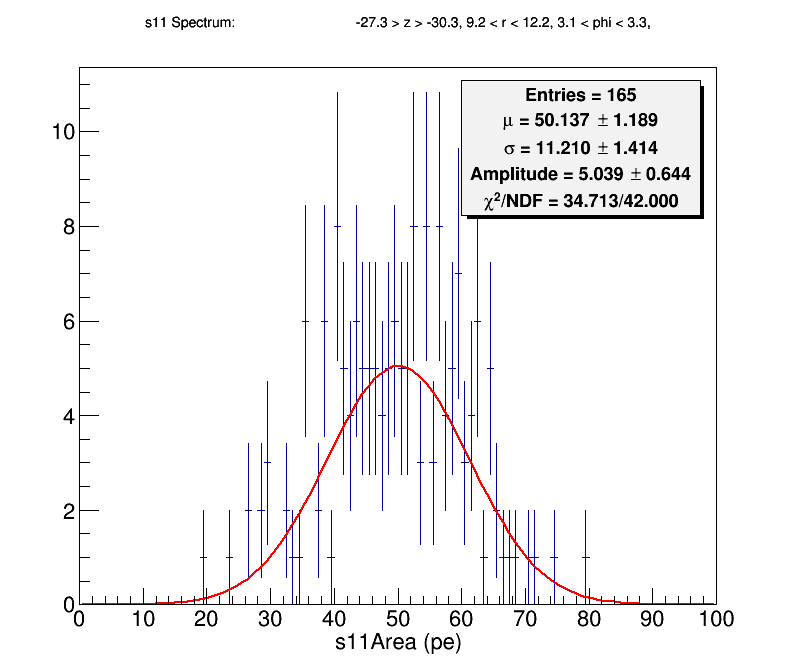 s11 Spectrum: -27.3 > z > -30.3, 9.2 < r < 12.2, 3.1 < phi < 3.3,
Entries = 165
μ = 50.137 ± 1.189
σ = 11.210 ± 1.414
Amplitude = 5.039 ± 0.644
χ²/NDF = 34.713/42.000
10
8
6
4
2
0
0 10 20 30 40 50 60 70 80 90 100
s11Area (pe)